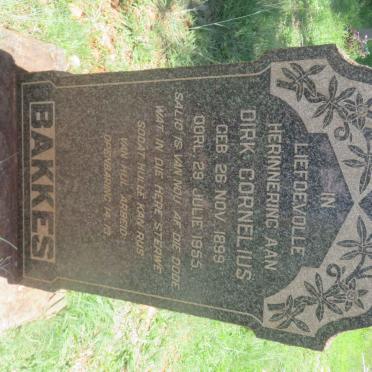 IN
LIEFDEVOLLE
HERINNERING AAN
DIRK CORNELIUS
GEB. 26 NOV. 1899
OORL. 29 JULIE 1955
SALIG IS VAN NOU AF DIE DODE
WAT IN DIE HERE STERWE
SODAT HULLE KAN RUS
VAN HUL ARBEID
OPENBARING 14. 13.
BAKKES